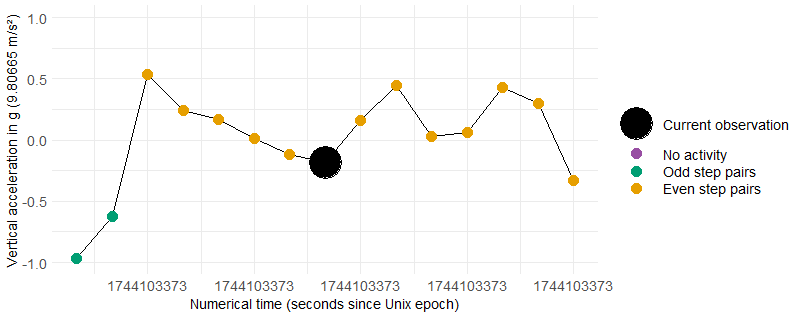 Vertical acceleration in g (9.80665 m/s²)
1.0
0.5
0.0
-0.5
-1.0
1744103373 1744103373 1744103373 1744103373 1744103373
Numerical time (seconds since Unix epoch)
Current observation
No activity
Odd step pairs
Even step pairs